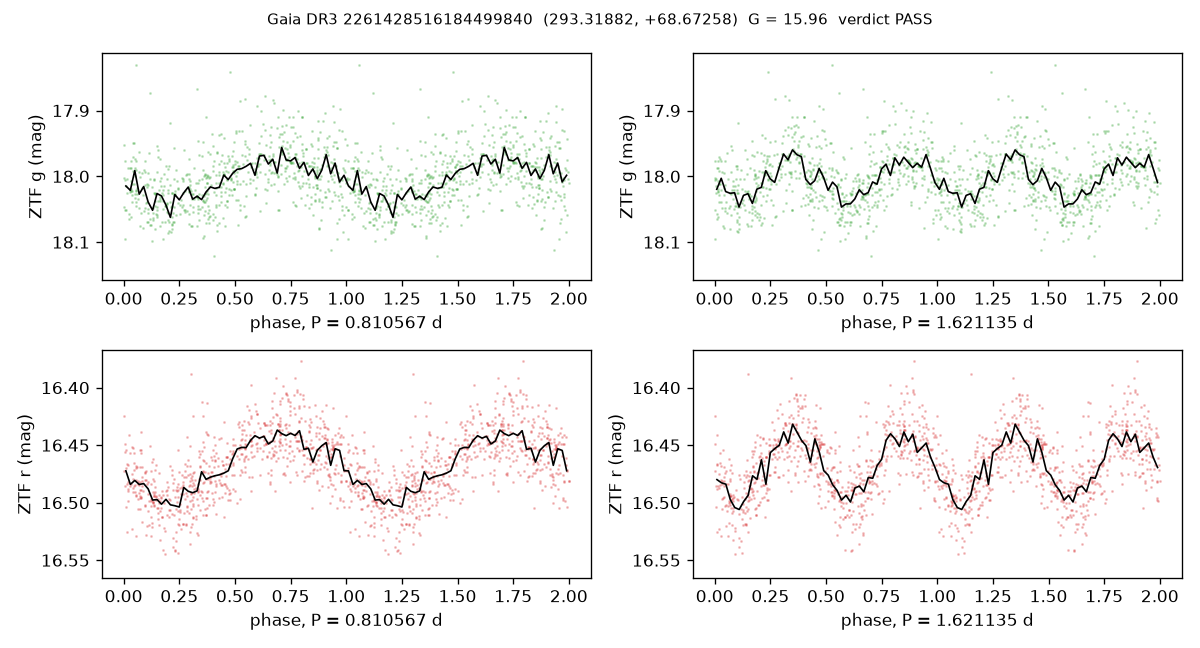 Gaia DR3 2261428516184499840 (293.31882, +68.67258) G = 15.96 verdict PASS
ZTF g (mag)
17.9
18.0
18.1
0.00 0.25 0.50 0.75 1.00 1.25 1.50 1.75 2.00
phase, P = 0.810567 d
ZTF g (mag)
17.9
18.0
18.1
0.00 0.25 0.50 0.75 1.00 1.25 1.50 1.75 2.00
phase, P = 1.621135 d
ZTF r (mag)
16.40
16.45
16.50
16.55
0.00 0.25 0.50 0.75 1.00 1.25 1.50 1.75 2.00
phase, P = 0.810567 d
ZTF r (mag)
16.40
16.45
16.50
16.55
0.00 0.25 0.50 0.75 1.00 1.25 1.50 1.75 2.00
phase, P = 1.621135 d